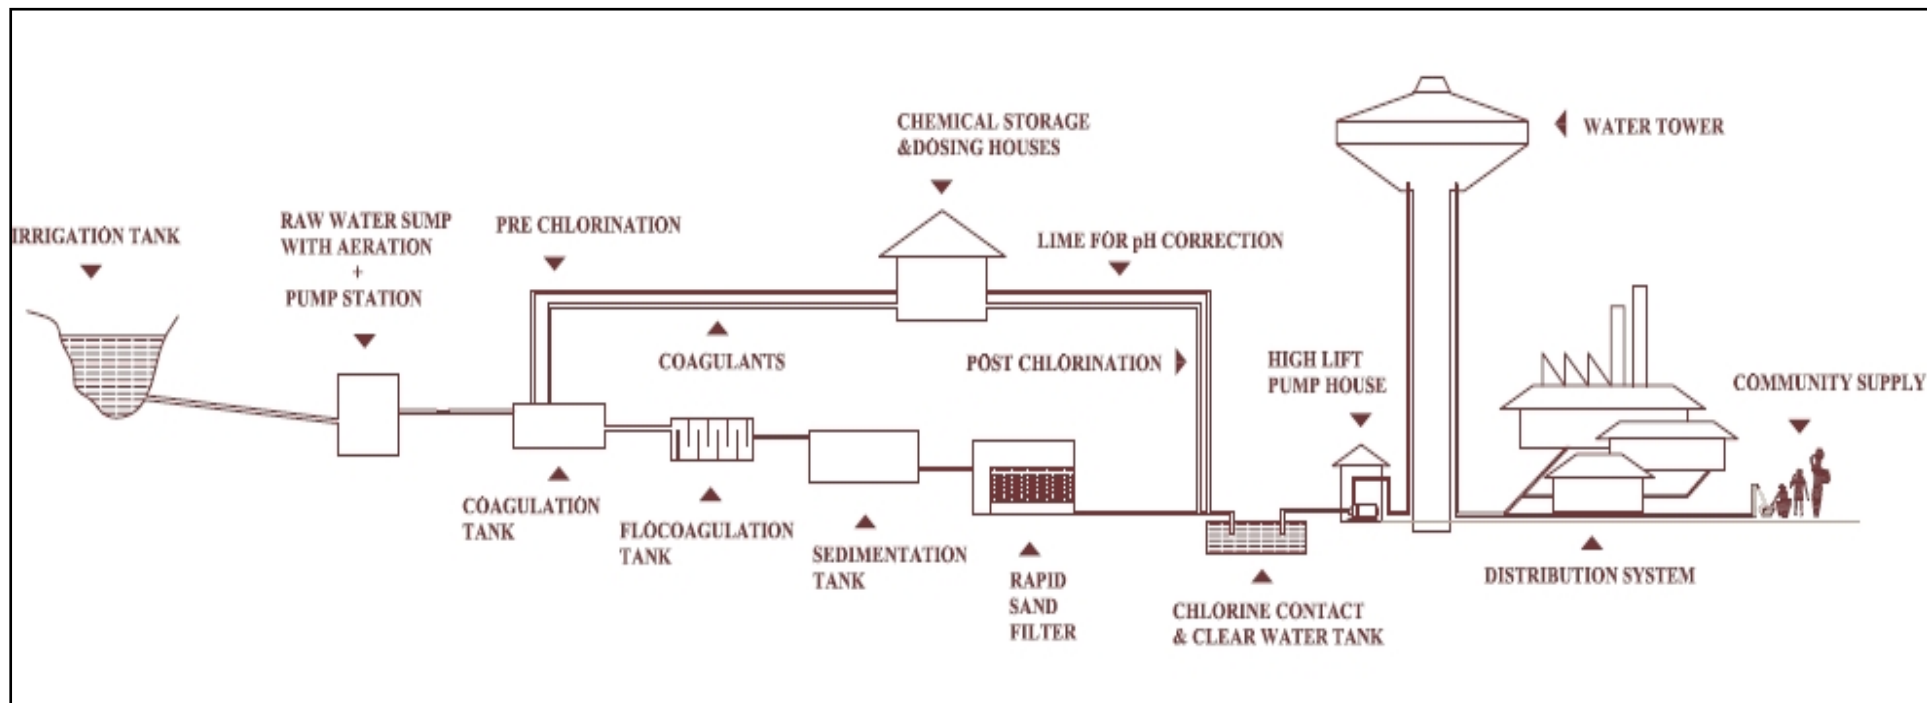 IRRIGATION TANK
RAW WATER SUMP
WITH AERATION
+
PUMP STATION
PRE CHLORINATION
CHEMICAL STORAGE
&DOSING HOUSES
LIME FOR pH CORRECTION
WATER TOWER
COAGULANTS
POST CHLORINATION
HIGH LIFT
PUMP HOUSE
COMMUNITY SUPPLY
COAGULATION
TANK
FLOCOAGULATION
TANK
SEDIMENTATION
TANK
RAPID
SAND
FILTER
CHLORINE CONTACT
& CLEAR WATER TANK
DISTRIBUTION SYSTEM